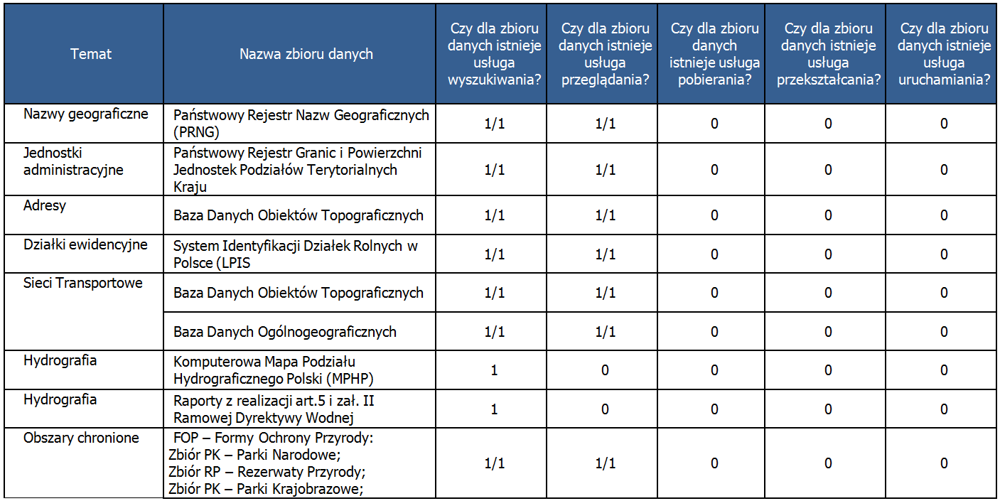 Temat
Nazwa zbioru danych
Czy dla zbioru
danych istnieje
usługa
wyszukiwania?
Czy dla zbioru
danych istnieje
usługa
przeglądania?
Czy dla zbioru
danych
istnieje usługa
pobierania?
Czy dla zbioru
danych istnieje
usługa
przekształcania?
Czy dla zbioru
danych istnieje
usługa
uruchamiania?
Nazwy geograficzne
Państwowy Rejestr Nazw Geograficznych
(PRNG)
1/1
1/1
0
0
0
Jednostki
administracyjne
Państwowy Rejestr Granic i Powierzchni
Jednostek Podziałów Terytorialnych
Kraju
1/1
1/1
0
0
0
Adresy
Baza Danych Obiektów Topograficznych
1/1
1/1
0
0
0
Działki ewidencyjne
System Identyfikacji Działek Rolnych w
Polsce (LPIS
1/1
1/1
0
0
0
Sieci Transportowe
Baza Danych Obiektów Topograficznych
1/1
1/1
0
0
0
Baza Danych Ogólnogeograficznych
1/1
1/1
0
0
0
Hydrografia
Komputerowa Mapa Podziału
Hydrograficznego Polski (MPHP)
1
0
0
0
0
Hydrografia
Raporty z realizacji art.5 i zał. II
Ramowej Dyrektywy Wodnej
1
0
0
0
0
Obszary chronione
FOP – Formy Ochrony Przyrody:
Zbiór PK – Parki Narodowe;
Zbiór RP – Rezerwaty Przyrody;
Zbiór PK – Parki Krajobrazowe;
1/1
1/1
0
0
0